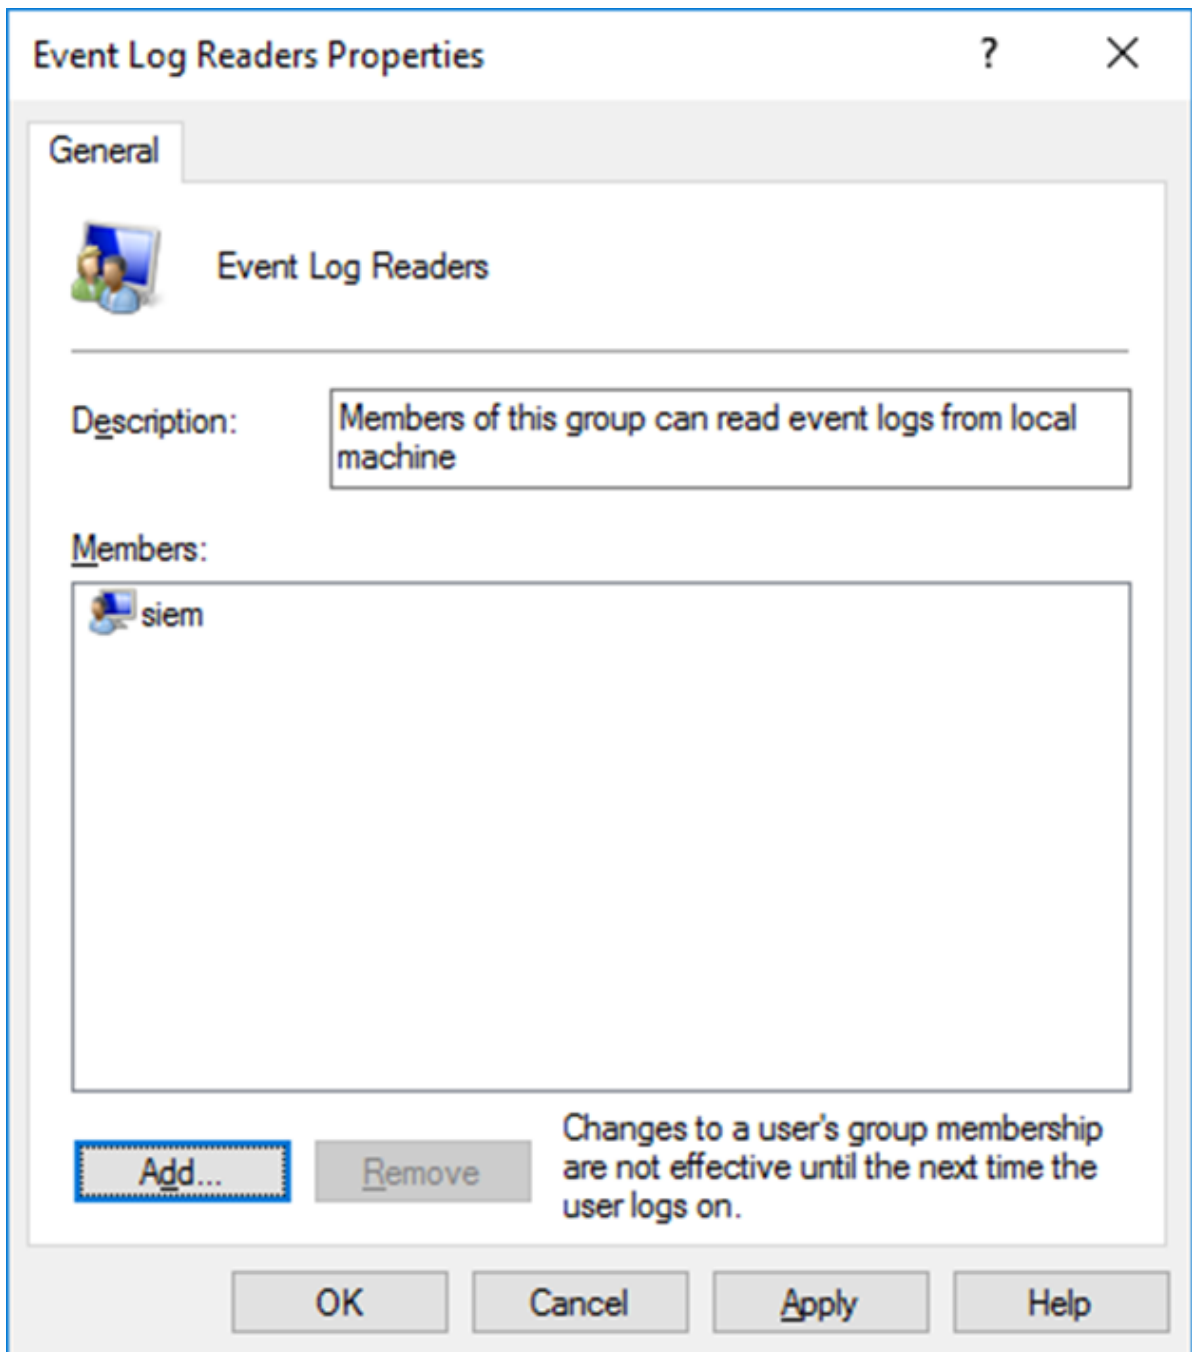 Event Log Readers Properties
?
General
Event Log Readers
Description:
Members of this group can read event logs from local
machine
Members:
siem
Add...
Remove
Changes to a user's group membership
are not effective until the next time the
user logs on.
OK
Cancel
Apply
Help